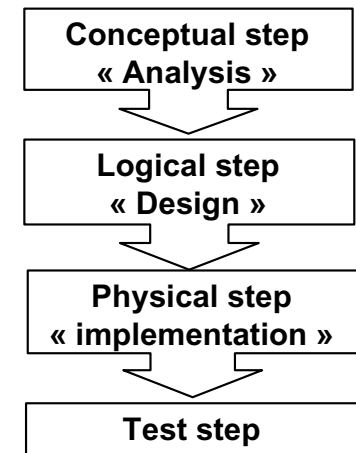 Conceptual step
« Analysis »
Logical step
« Design »
Physical step
« implementation »
Test step